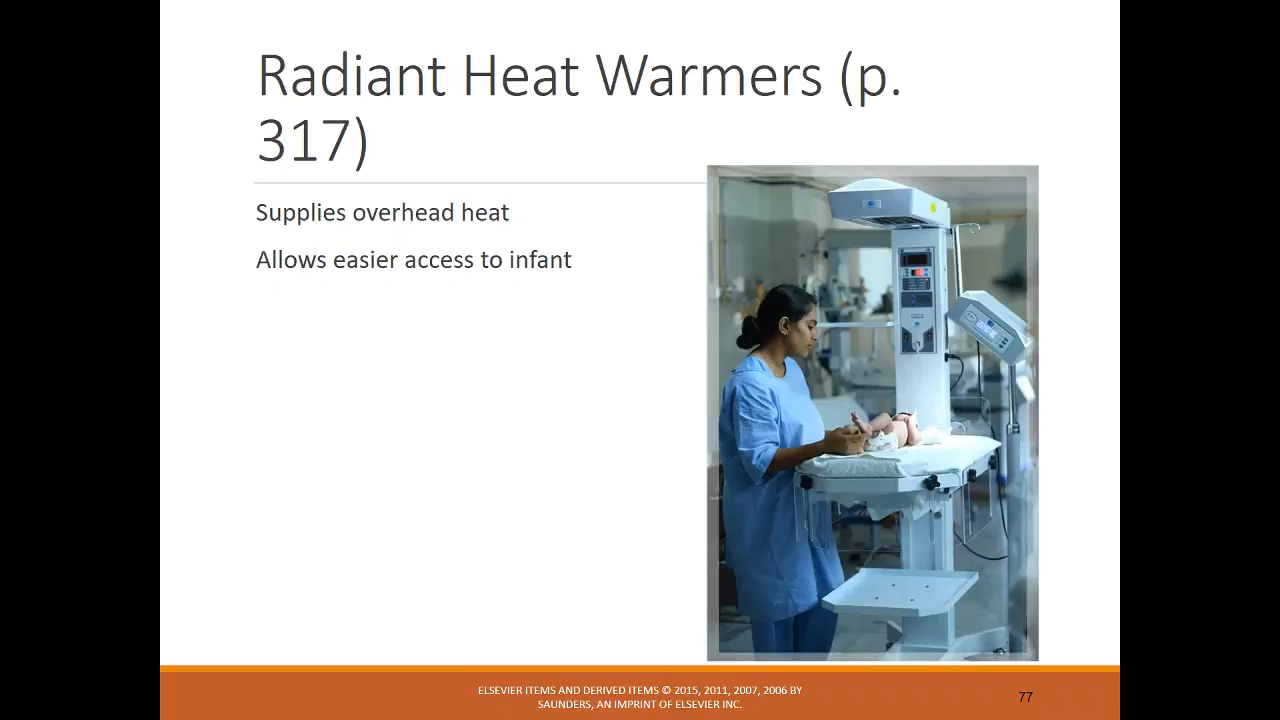 Radiant Heat Warmers (p.
317)
Supplies overhead heat
Allows easier access to infant
ELSEVIER ITEMS AND DERIVED ITEMS © 2015, 2011, 2007, 2006 BY
SAUNDERS, AN IMPRINT OF ELSEVIER INC.
77